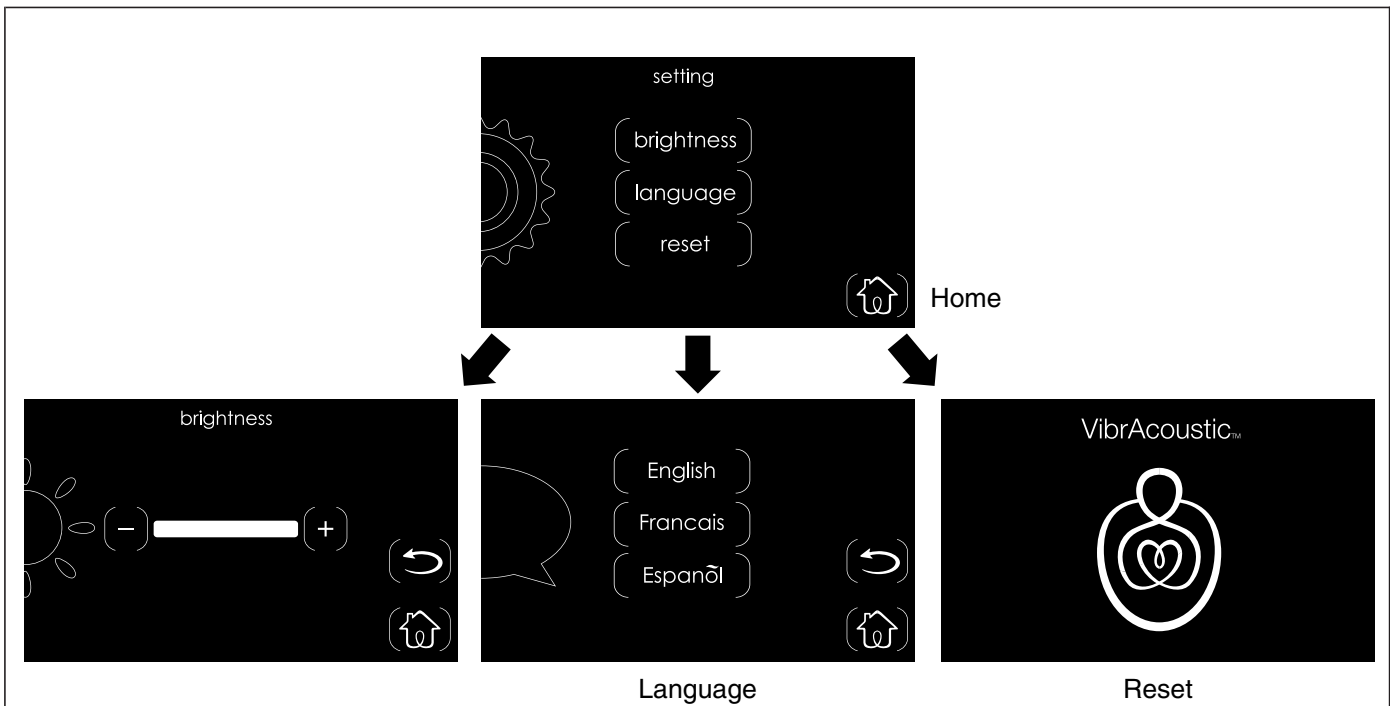 setting
brightness
language
reset
Home
brightness
−
+
English
Francais
Espanõl
VibrAcoustic™
Language
Reset